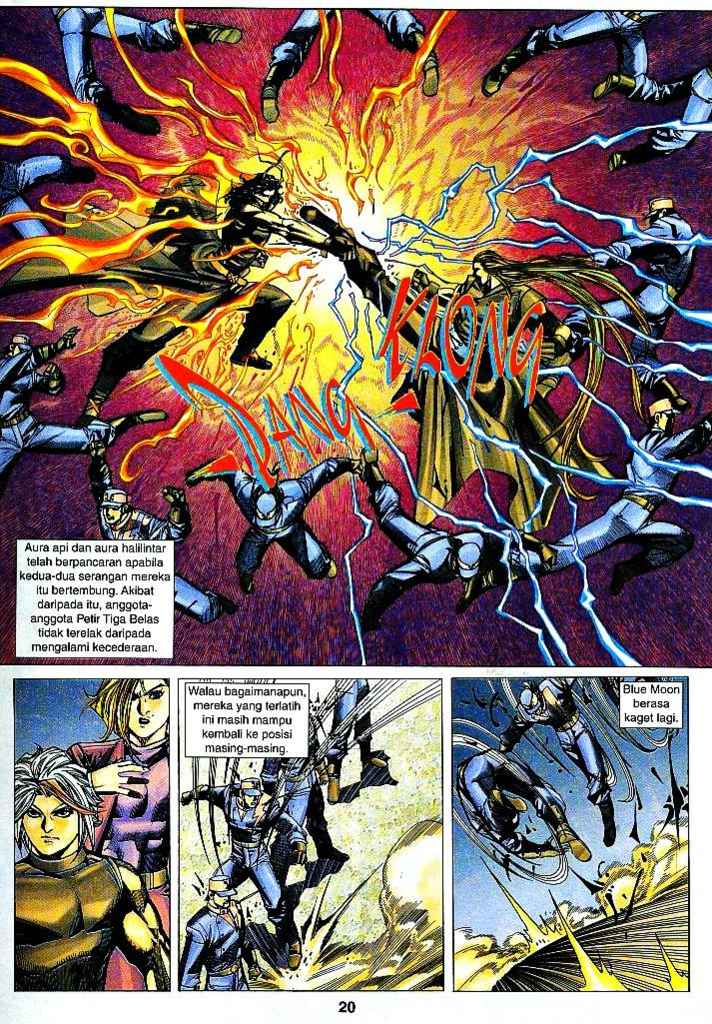 KLONG
DANG
Aura api dan aura halilintar
telah berpancaran apabila
kedua-dua serangan mereka
itu bertembung. Akibat
daripada itu, anggota-
anggota Petir Tiga Belas
tidak terelak daripada
mengalami kecederaan.
Walau bagaimanapun,
mereka yang terlatih
ini masih mampu
kembali ke posisi
masing-masing.
Blue Moon
berasa
kaget lagi.
20